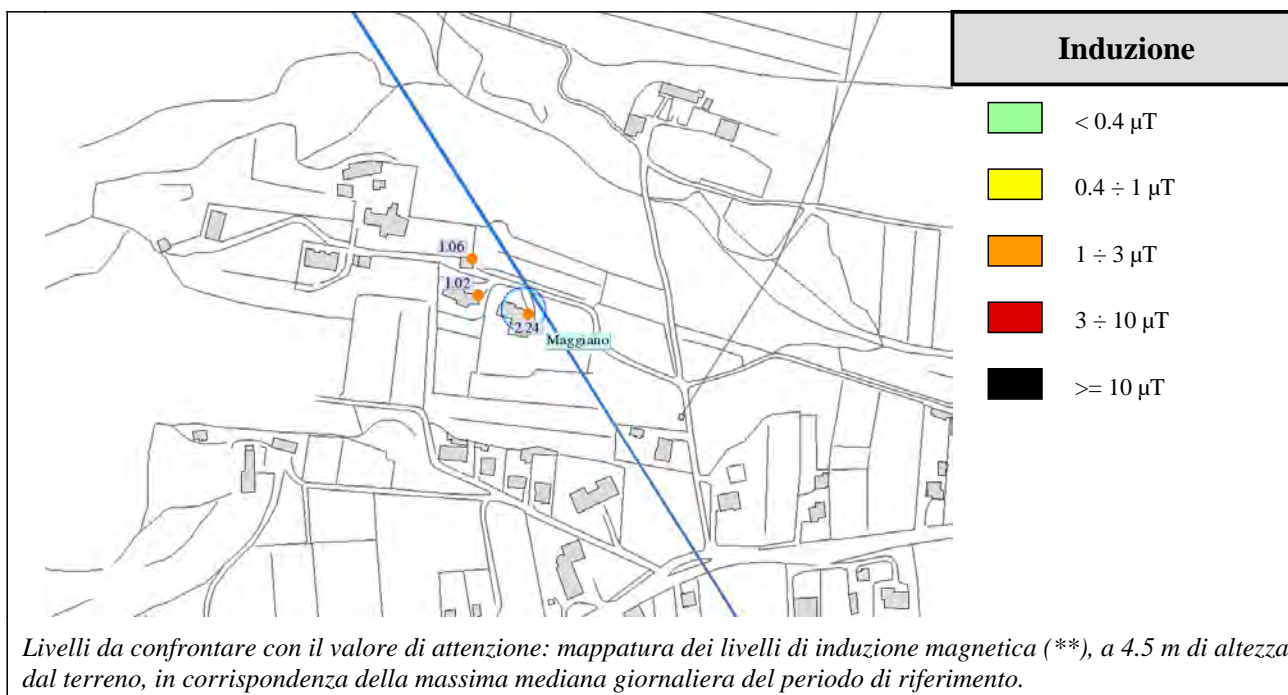 Induzione
< 0.4 µT
0.4 ÷ 1 µT
1 ÷ 3 µT
3 ÷ 10 µT
>= 10 µT
1.06
1.02
2.24
Maggiano
Livelli da confrontare con il valore di attenzione: mappatura dei livelli di induzione magnetica (**), a 4.5 m di altezza
dal terreno, in corrispondenza della massima mediana giornaliera del periodo di riferimento.